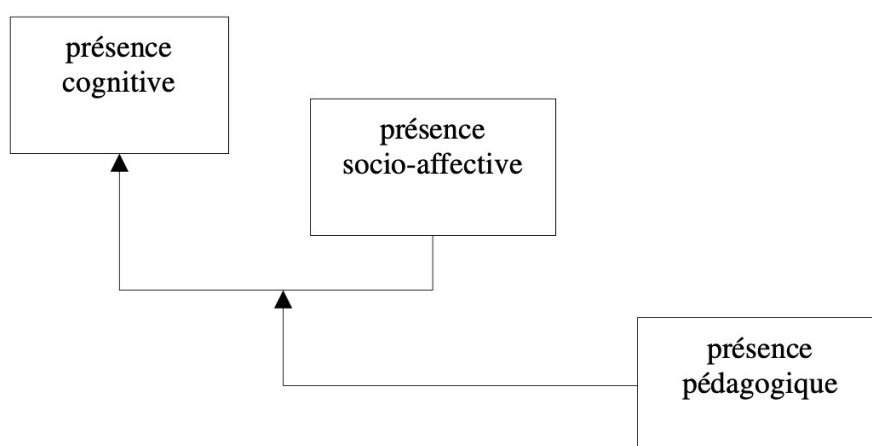 présence
cognitive
présence
socio-affective
présence
pédagogique